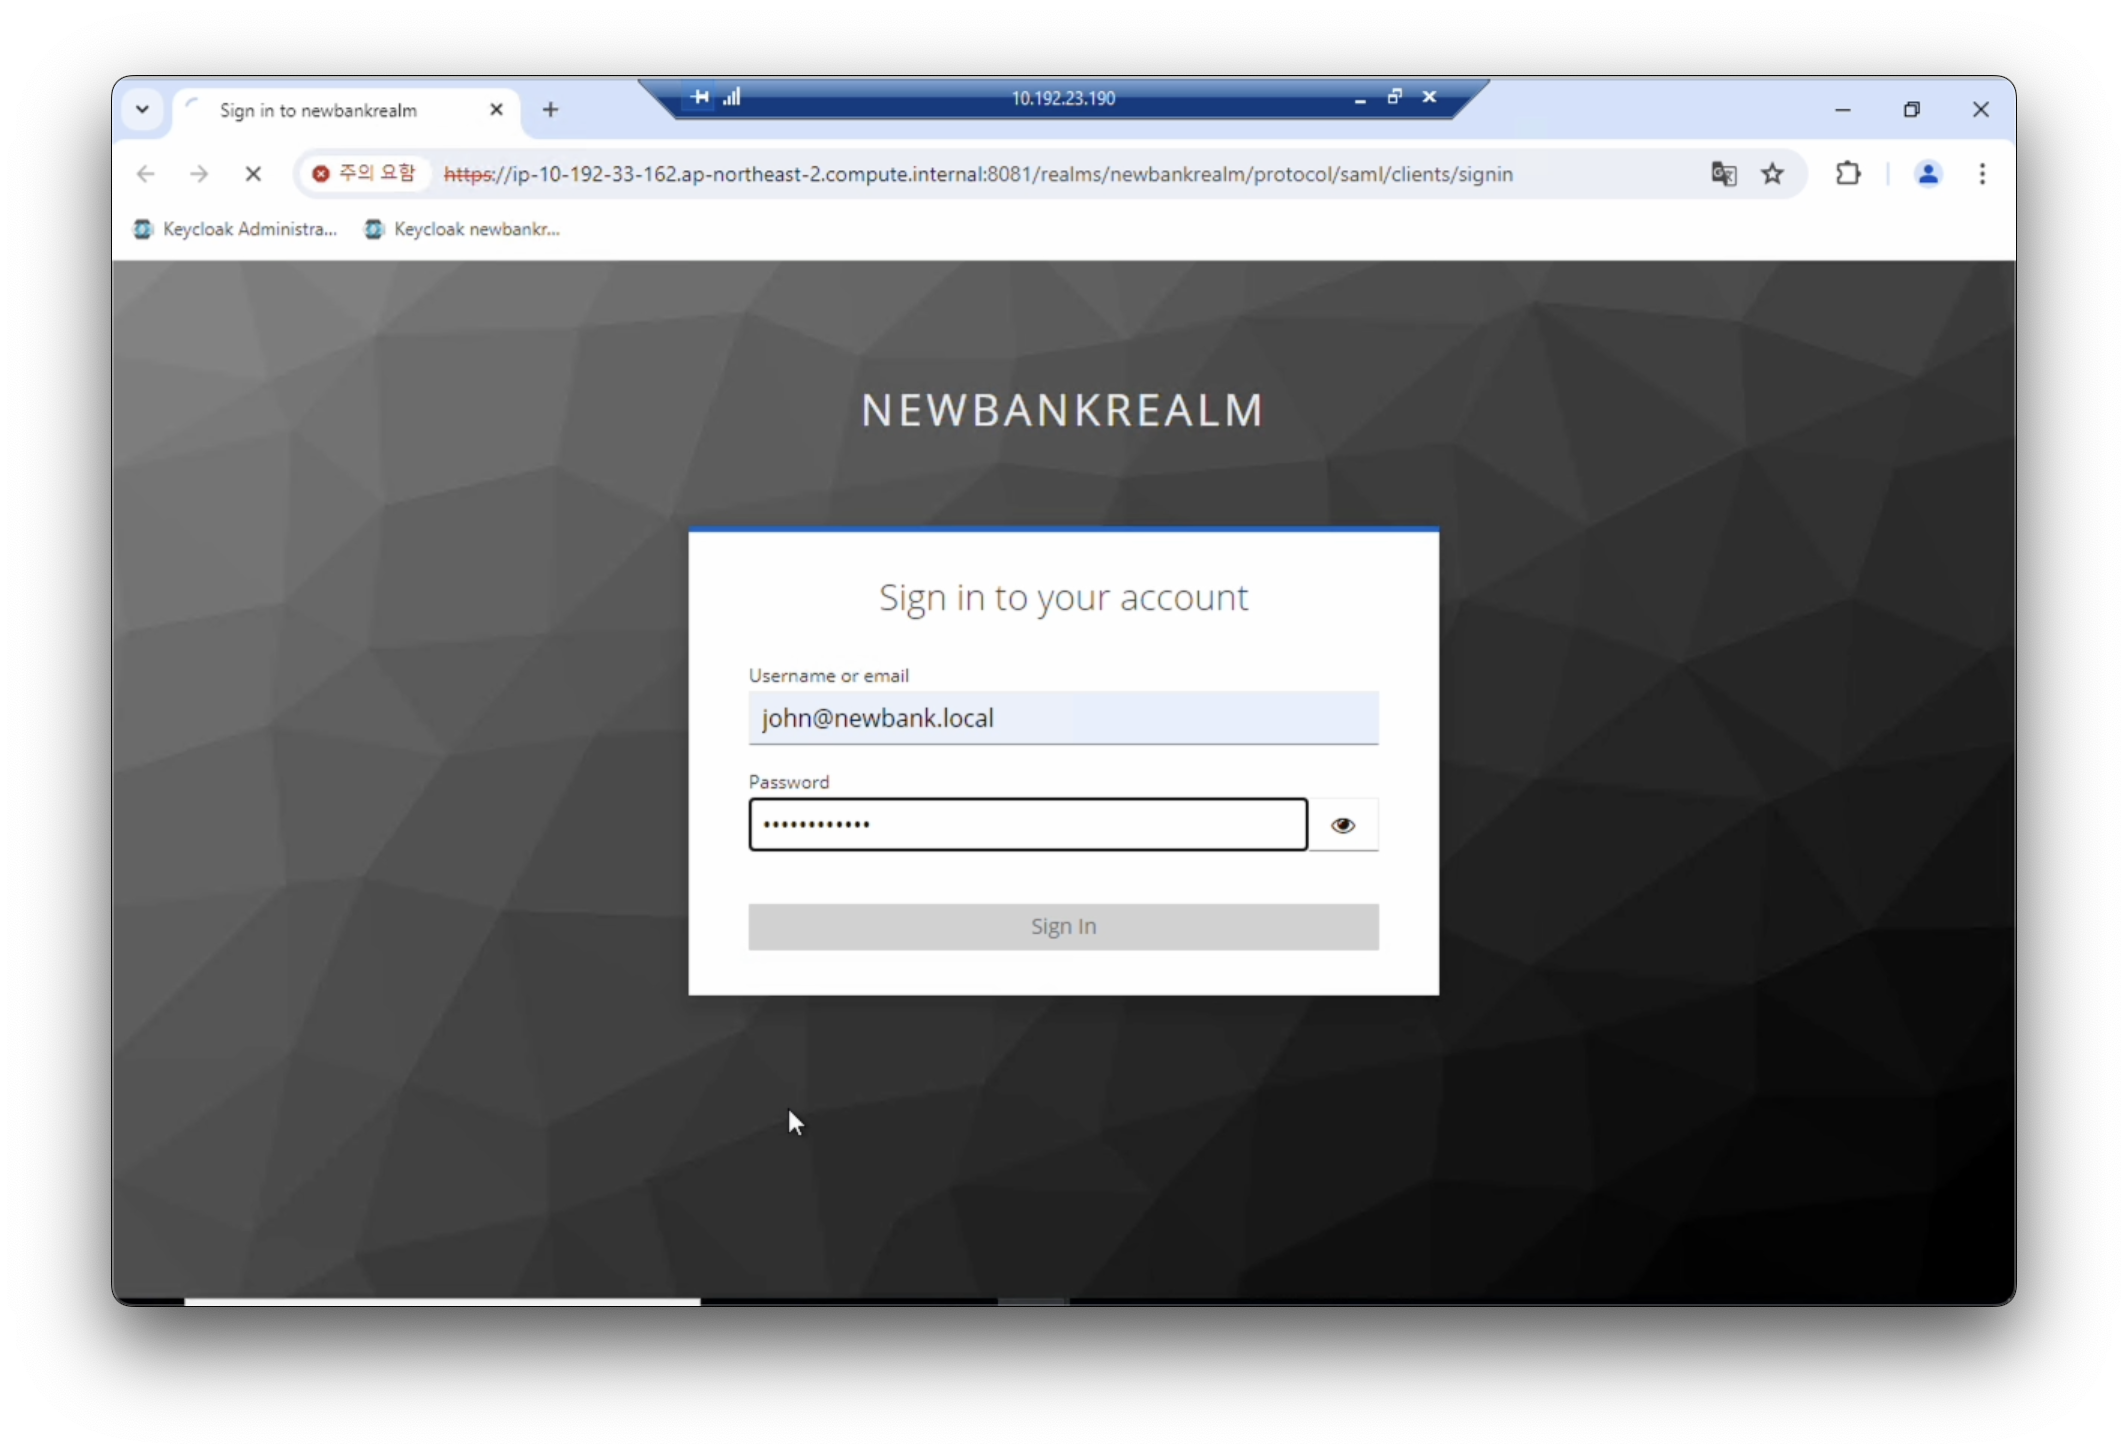 Sign in to newbankrealm
10.192.23.190
주의 요함 https://ip-10-192-33-162.ap-northeast-2.compute.internal:8081/realms/newbankrealm/protocol/saml/clients/signin
Keycloak Administra... Keycloak newbankr...
NEWBANKREALM
Sign in to your account
Username or email
john@newbank.local
Password
••••••••••••
Sign In